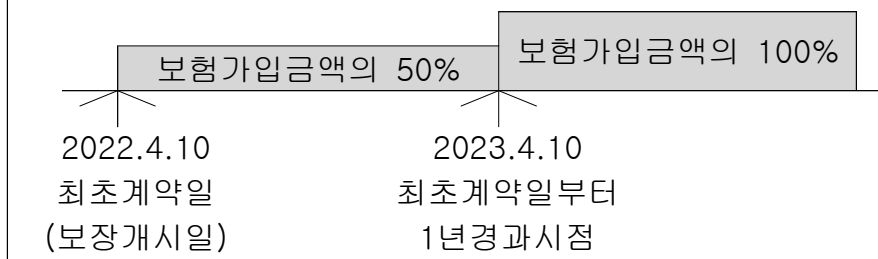 보험가입금액의 50%
보험가입금액의 100%
2022.4.10
최초계약일
(보장개시일)
2023.4.10
최초계약일부터
1년경과시점